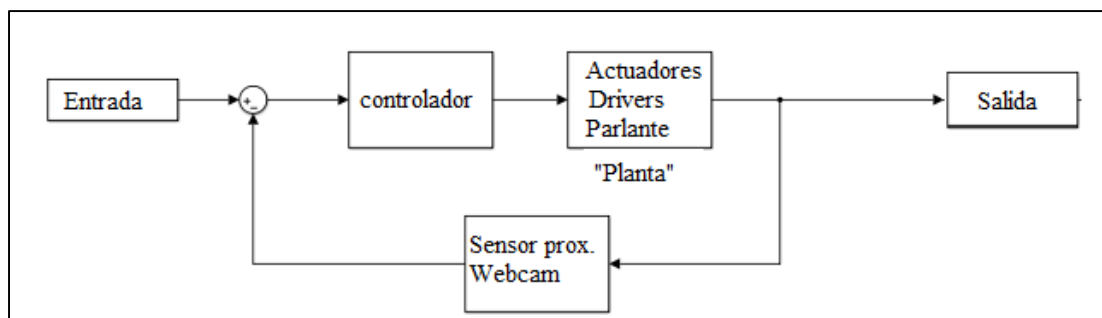 Entrada
+
-
controlador
Actuadores
Drivers
Parlante
"Planta"
Salida
Sensor prox.
Webcam